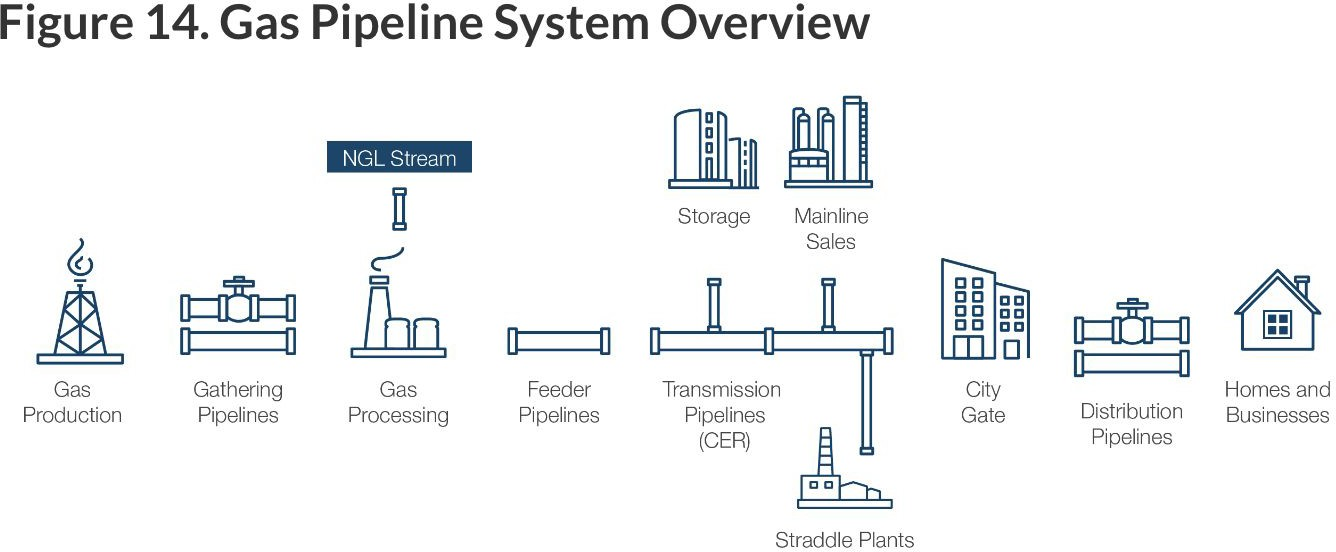 Figure 14. Gas Pipeline System Overview
NGL Stream
Storage
Mainline
Sales
Gas
Production
Gathering
Pipelines
Gas
Processing
Feeder
Pipelines
Transmission
Pipelines
(CER)
City
Gate
Distribution
Pipelines
Homes and
Businesses
Straddle Plants